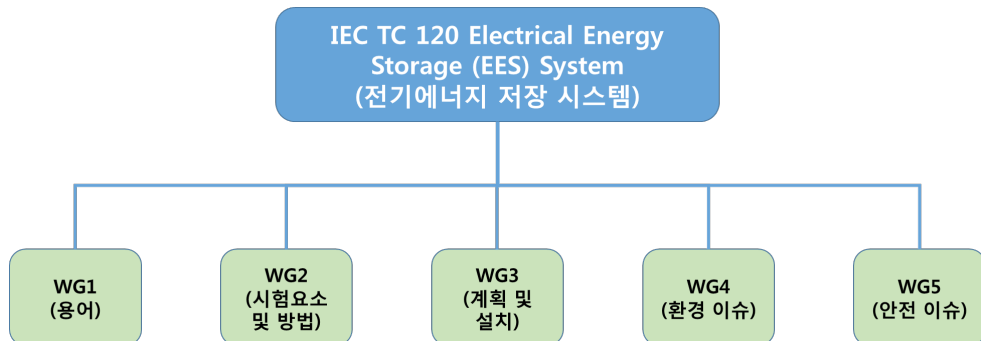 IEC TC 120 Electrical Energy
Storage (EES) System
(전기에너지 저장 시스템)
WG1
(용어)
WG2
(시험요소
및 방법)
WG3
(계획 및
설치)
WG4
(환경 이슈)
WG5
(안전 이슈)